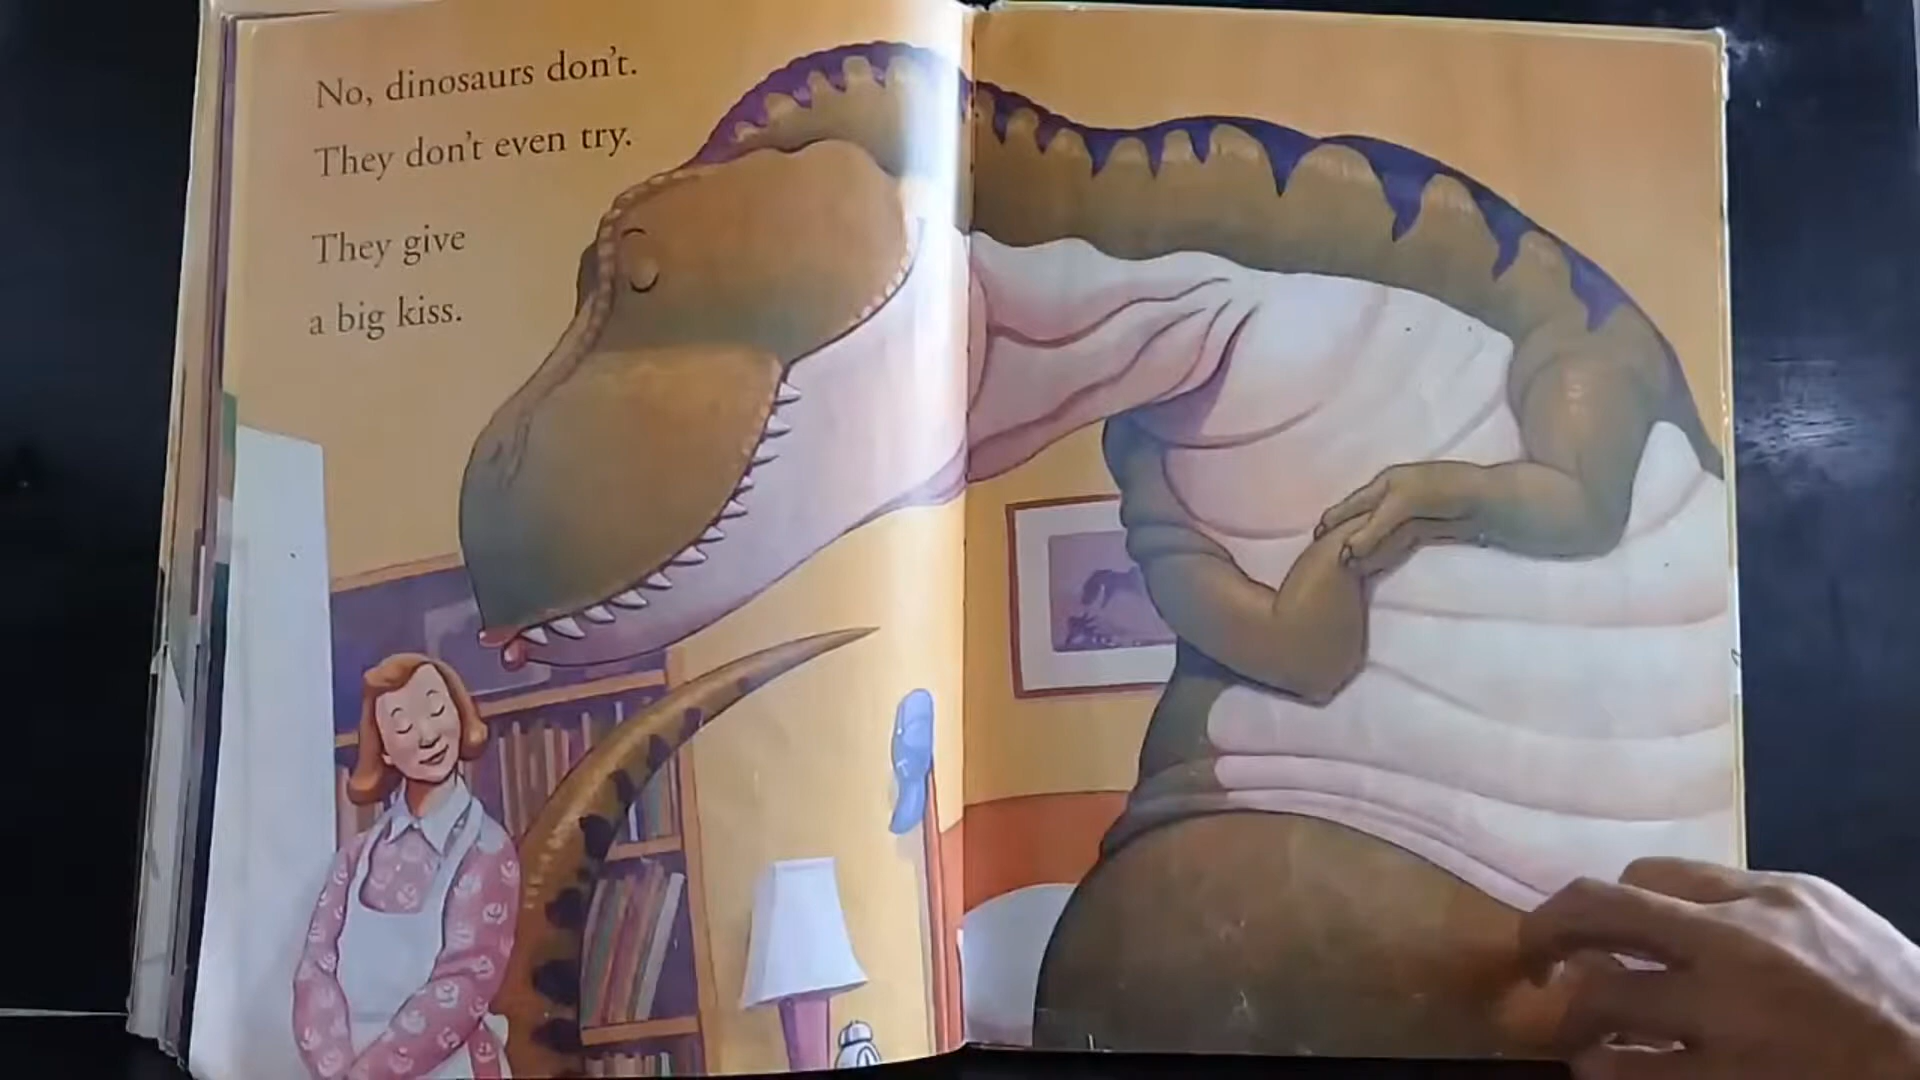 No, dinosaurs don't.
They don't even try.
They give
a big kiss.